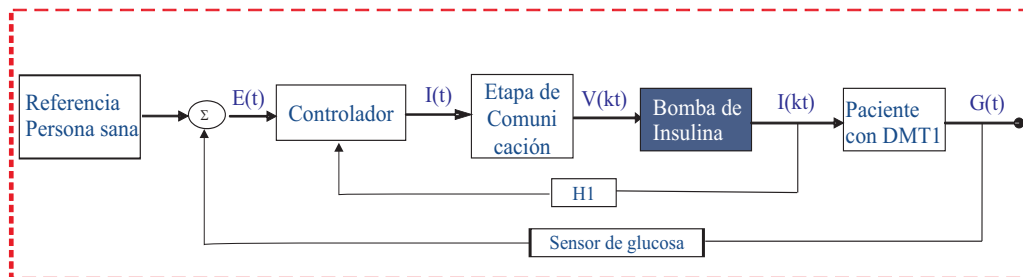 Referencia
Persona sana
Σ
E(t)
Controlador
I(t)
Etapa de
Comuni
cación
V(kt)
Bomba de
Insulina
I(kt)
Paciente
con DMT1
G(t)
H1
Sensor de glucosa